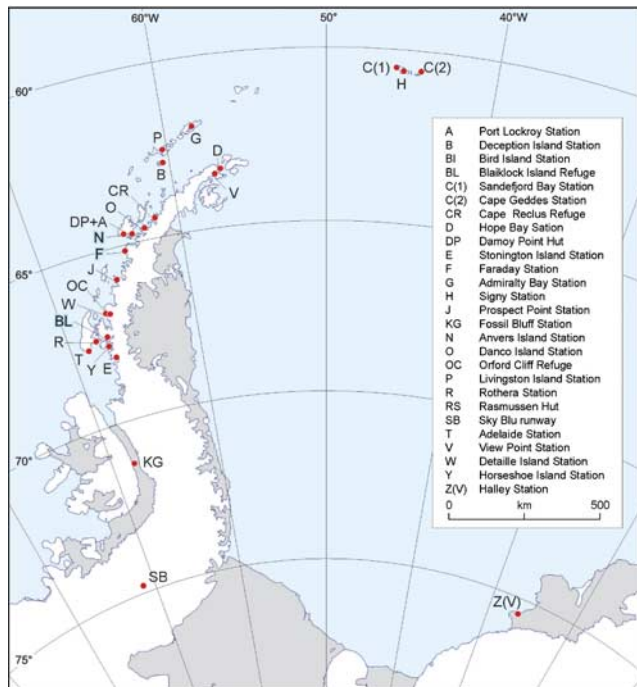 60°W
50°W
40°W
60°
C(1)
C(2)
H
P
G
D
B
V
CR
O
DP+A
N
F
65°
J
OC
W
BL
R
T
Y
E
70°
KG
SB
Z(V)
75°
A Port Lockroy Station
B Deception Island Station
BI Bird Island Station
BL Blaiklock Island Refuge
C(1) Sandefjord Bay Station
C(2) Cape Geddes Station
CR Cape Reclus Refuge
D Hope Bay Sation
DP Damoy Point Hut
E Stonington Island Station
F Faraday Station
G Admiralty Bay Station
H Signy Station
J Prospect Point Station
KG Fossil Bluff Station
N Anvers Island Station
O Danco Island Station
OC Orford Cliff Refuge
P Livingston Island Station
R Rothera Station
RS Rasmussen Hut
SB Sky Blu runway
T Adelaide Station
V View Point Station
W Detaille Island Station
Y Horseshoe Island Station
Z(V) Halley Station
0 500
km